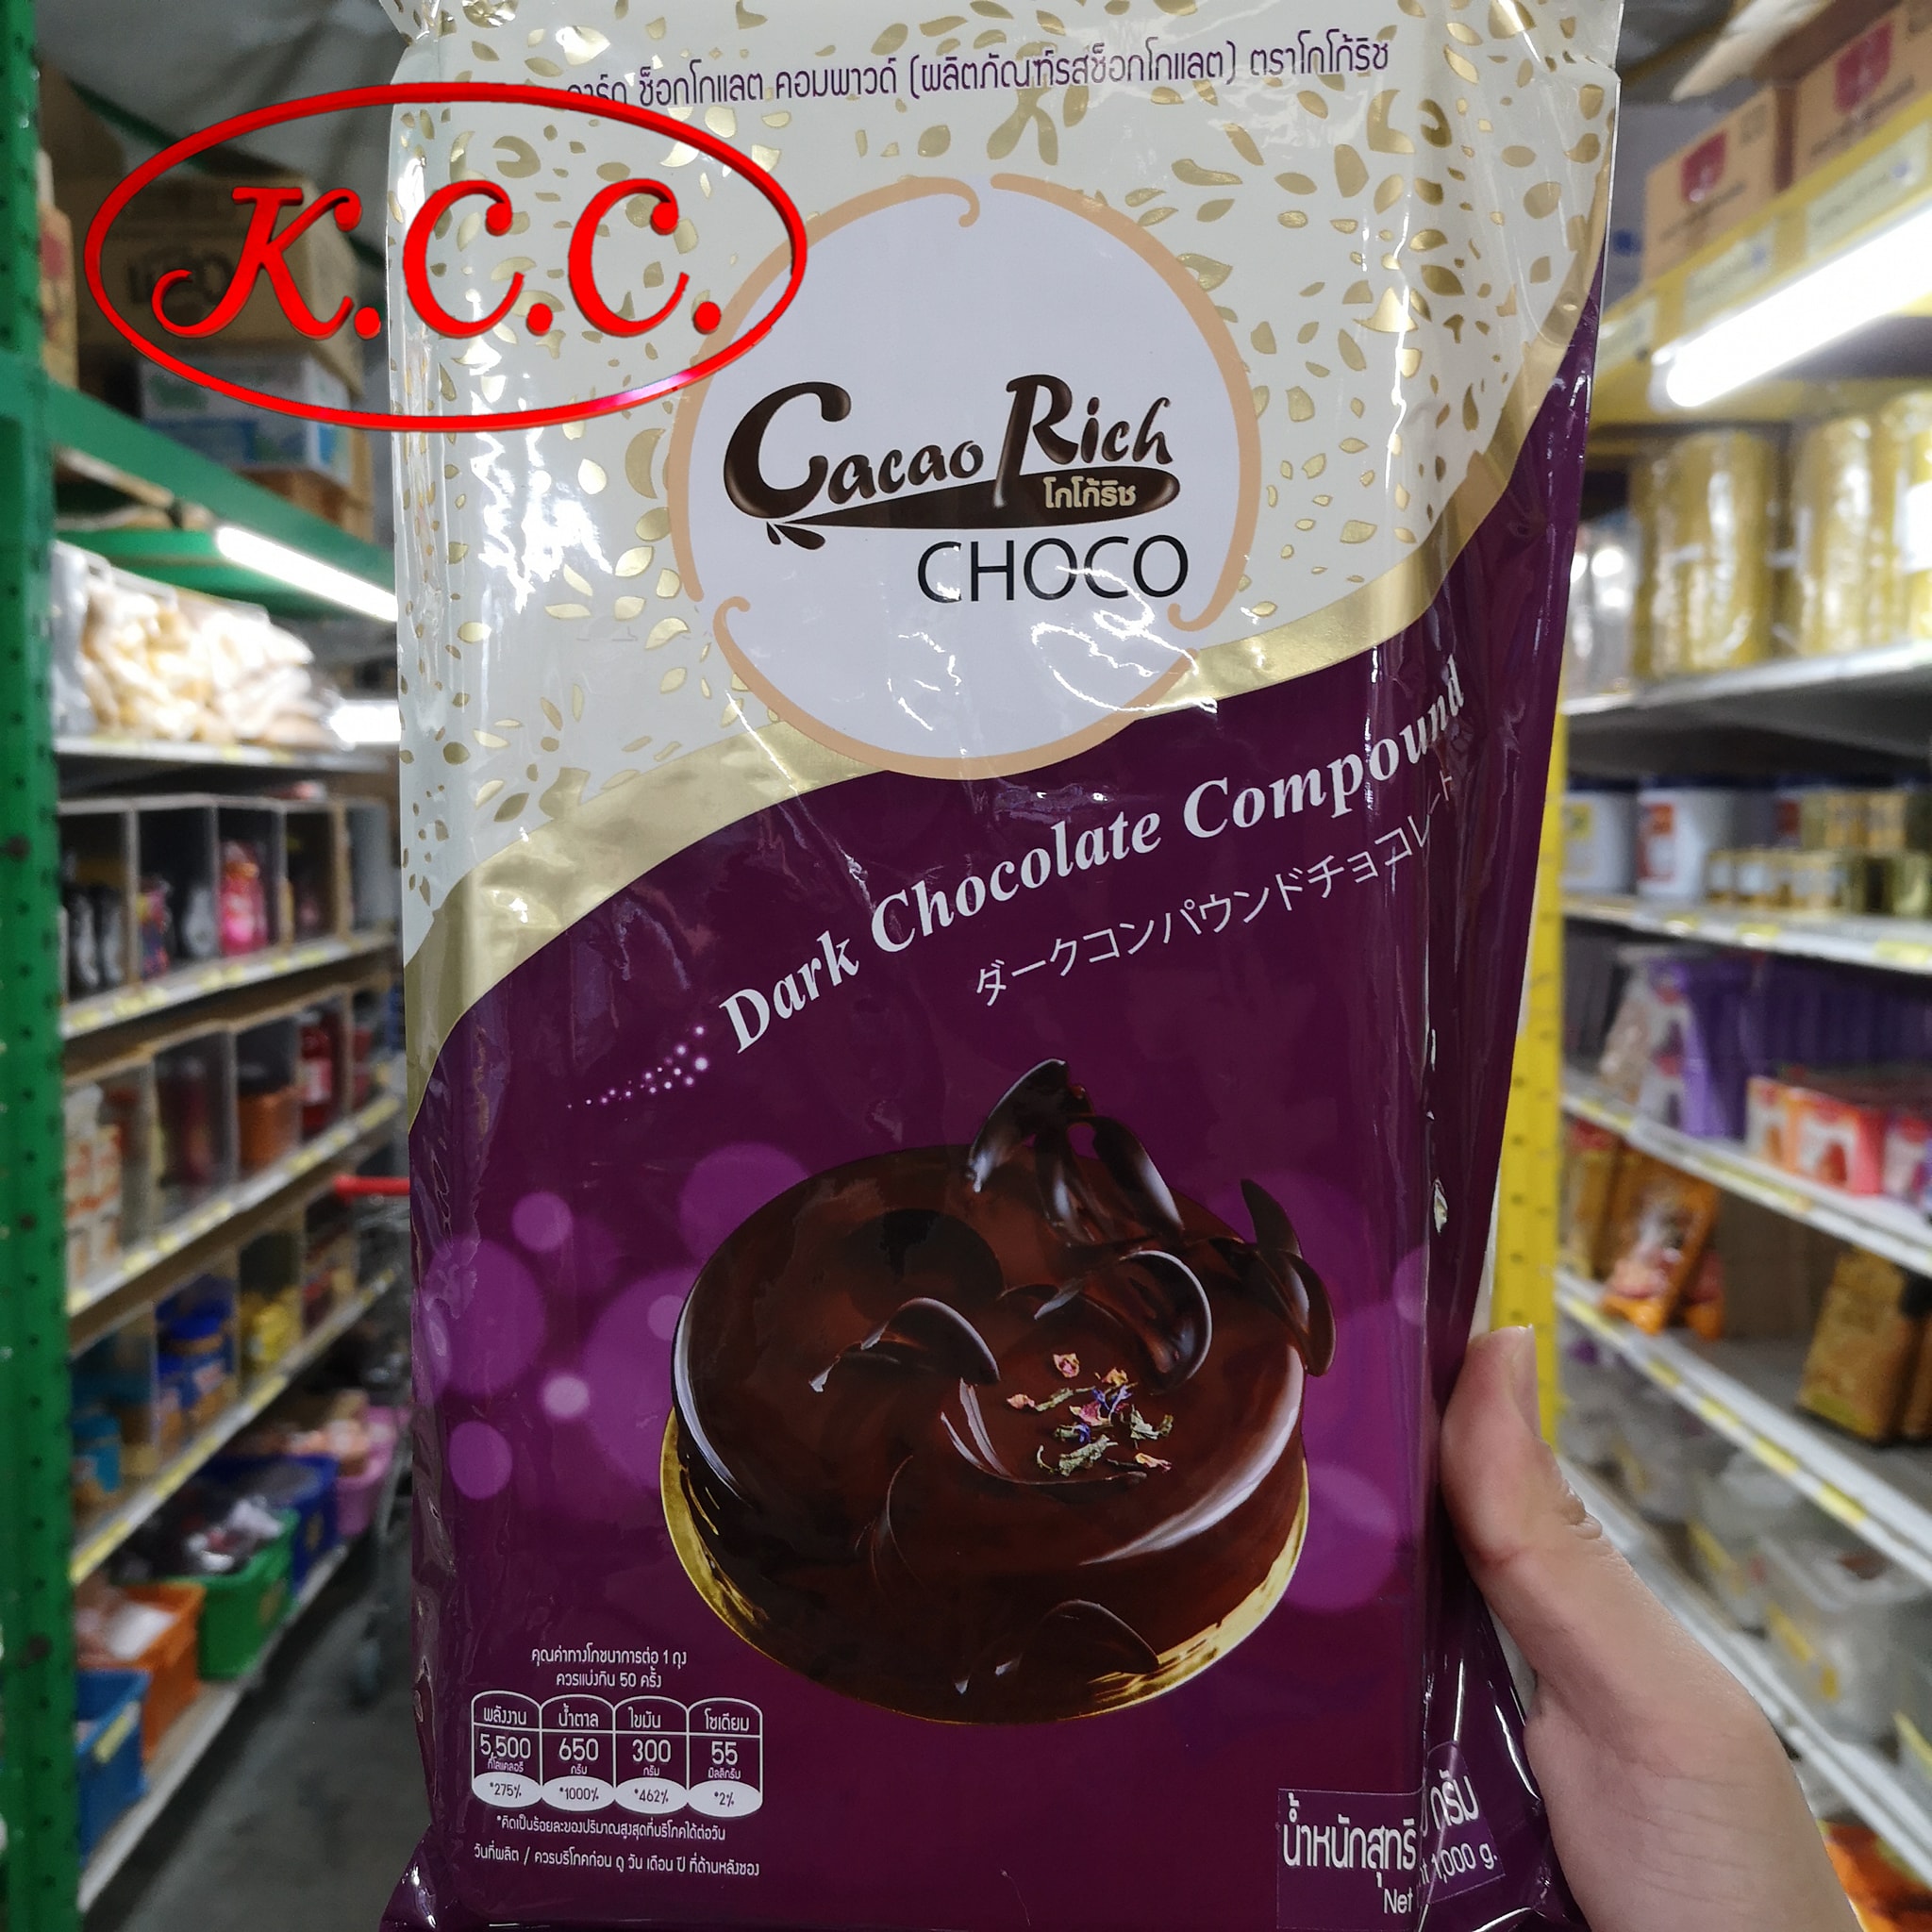 ช็อกโกแลต คอมพาวด์ (ผลิตภัณฑ์รสช็อกโกแลต) ตราโกโก้ริช
K.C.C.
Cacao Rich
โกโก้ริช
CHOCO
Dark Chocolate Compound
ダークコンパウンドチョコレート
คุณค่าทางโภชนาการต่อ 1 ถุง
ควรแบ่งกิน 50 ครั้ง
พลังงาน น้ำตาล ไขมัน โซเดียม
5,500 650 300 55
กิโลแคลอรี กรัม กรัม มิลลิกรัม
*275% *1000% *462% *2%
*คิดเป็นร้อยละของปริมาณสูงสุดที่บริโภคได้ต่อวัน
วันที่ผลิต / ควรบริโภคก่อน ดู วัน เดือน ปี ที่ด้านหลังซอง
น้ำหนักสุทธิ กรัม
Net 1,000 g.